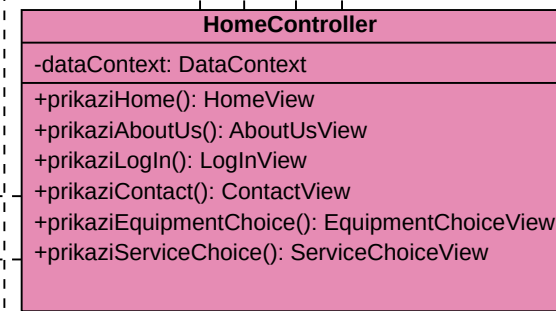 HomeController
-dataContext: DataContext
+prikaziHome(): HomeView
+prikaziAboutUs(): AboutUsView
+prikaziLogIn(): LogInView
+prikaziContact(): ContactView
+prikaziEquipmentChoice(): EquipmentChoiceView
+prikaziServiceChoice(): ServiceChoiceView